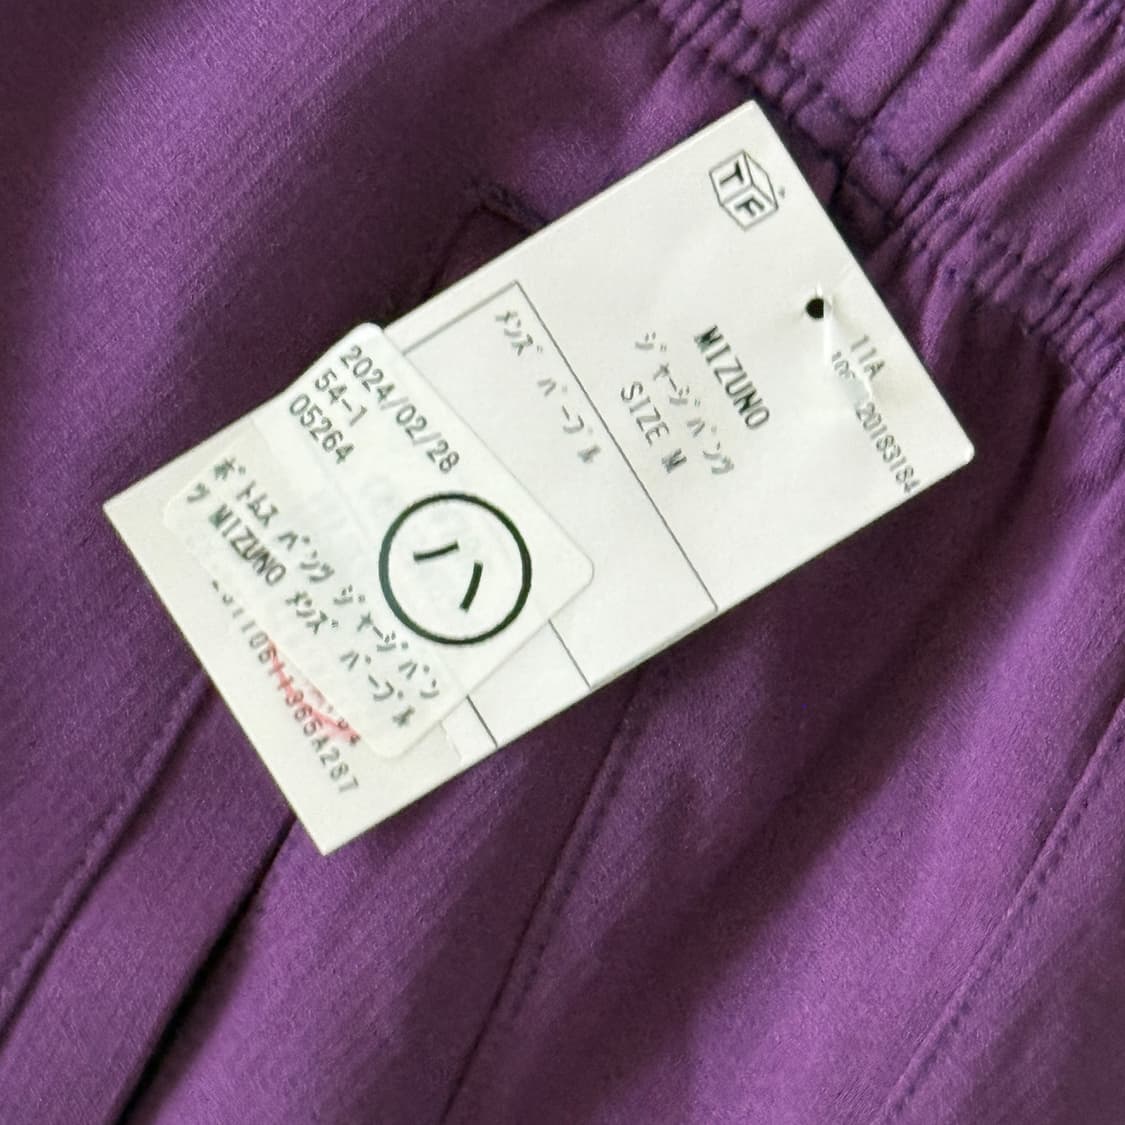 TF
11A
20183184
MIZUNO
ジャージパンツ
SIZE M
メンズ パープル
2024/02/28
54-1
05264
ハ
ボトムス パンツ ジャージパン
ツ MIZUNO メンズ パープル